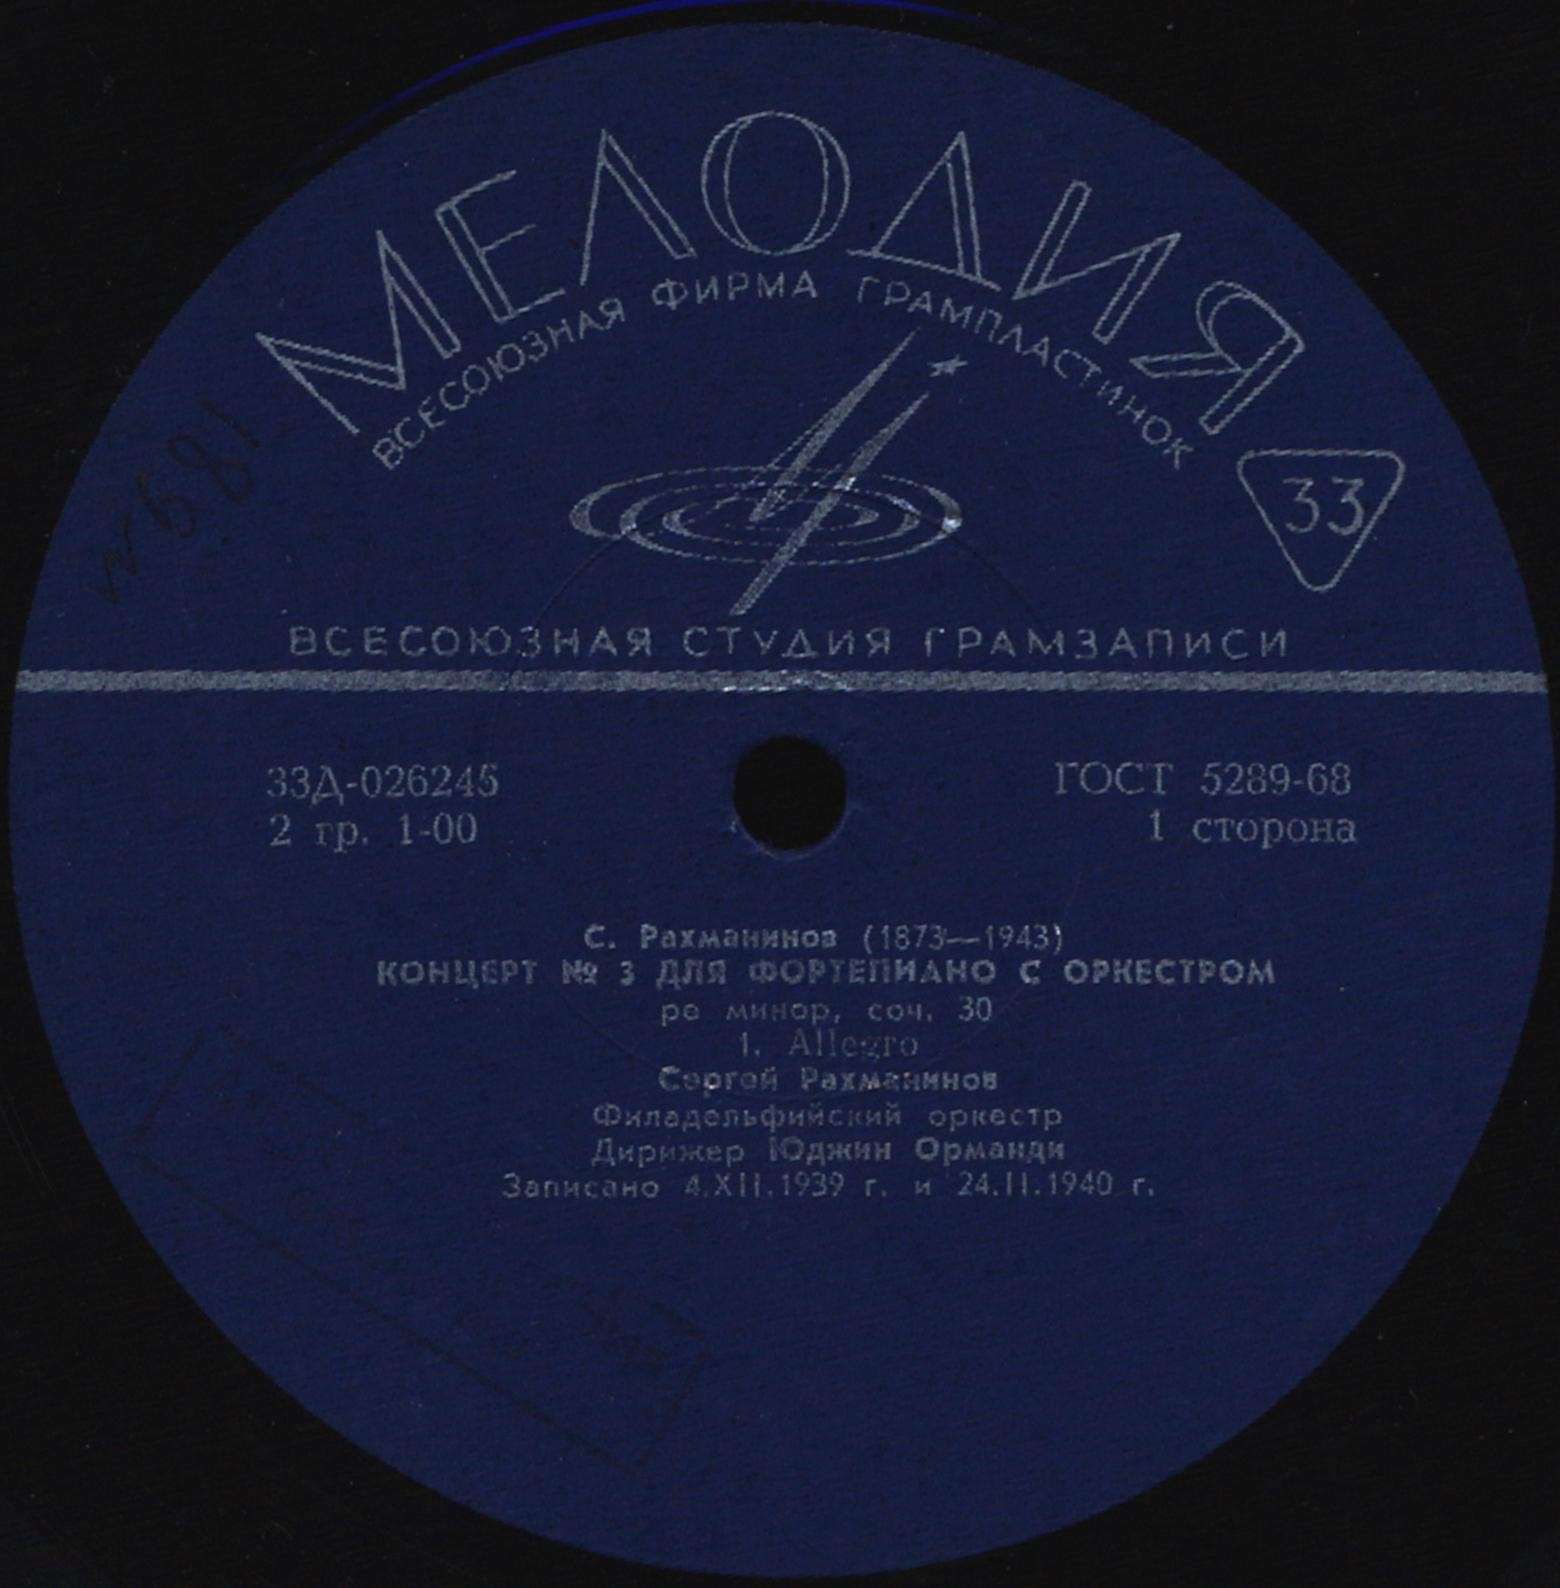 МЕЛОДИЯ
ВСЕСОЮЗНАЯ ФИРМА ГРАМПЛАСТИНОК
33
ВСЕСОЮЗНАЯ СТУДИЯ ГРАМЗАПИСИ
33Д-026245
ГОСТ 5289-68
2 гр. 1-00
1 сторона
С. Рахманинов (1873—1943)
КОНЦЕРТ № 3 ДЛЯ ФОРТЕПИАНО С ОРКЕСТРОМ
ре минор, соч. 30
1. Allegro
Сергей Рахманинов
Филадельфийский оркестр
Дирижер Юджин Орманди
Записано 4.XII.1939 г. и 24.II.1940 г.